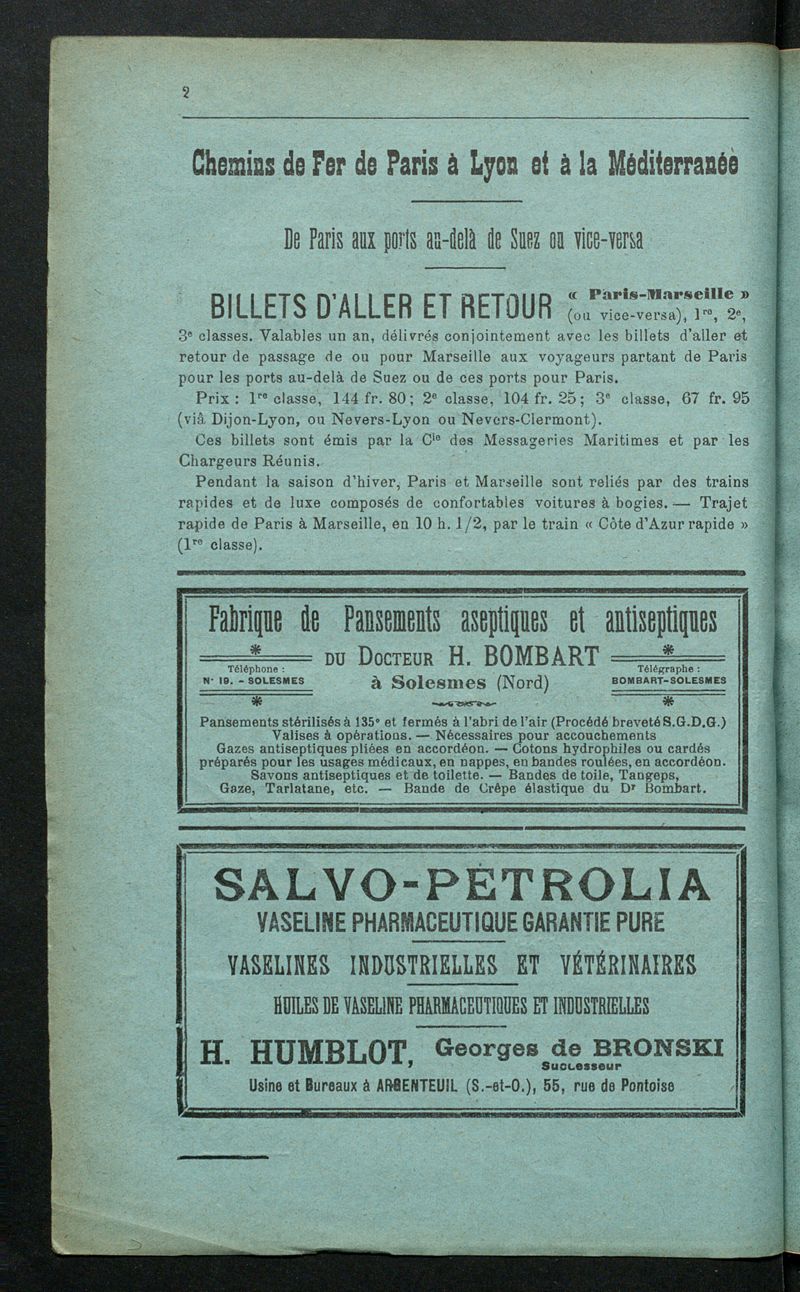 2
Chemins de Fer de Paris à Lyon et à la Méditerranée
De Paris aux ports au-delà de Suez ou vice-versa
BILLETS D'ALLER ET RETOUR « Paris-Marseille »
(ou vice-versa), 1re, 2e,
3e classes. Valables un an, délivrés conjointement avec les billets d'aller et
retour de passage de ou pour Marseille aux voyageurs partant de Paris
pour les ports au-delà de Suez ou de ces ports pour Paris.
Prix : 1re classe, 144 fr. 80; 2e classe, 104 fr. 25; 3e classe, 67 fr. 95
(viâ Dijon-Lyon, ou Nevers-Lyon ou Nevers-Clermont).
Ces billets sont émis par la Cie des Messageries Maritimes et par les
Chargeurs Réunis.
Pendant la saison d'hiver, Paris et Marseille sont reliés par des trains
rapides et de luxe composés de confortables voitures à bogies. — Trajet
rapide de Paris à Marseille, en 10 h. 1/2, par le train « Côte d'Azur rapide »
(1re classe).
Fabrique de Pansements aseptiques et antiseptiques
DU DOCTEUR H. BOMBART
à Solesmes (Nord)
Téléphone :
N° 19. - SOLESMES
Télégraphe :
BOMBART-SOLESMES
Pansements stérilisés à 135° et fermés à l'abri de l'air (Procédé breveté S.G.D.G.)
Valises à opérations. — Nécessaires pour accouchements
Gazes antiseptiques pliées en accordéon. — Cotons hydrophiles ou cardés
préparés pour les usages médicaux, en nappes, en bandes roulées, en accordéon.
Savons antiseptiques et de toilette. — Bandes de toile, Tangeps,
Gaze, Tarlatane, etc. — Bande de Crêpe élastique du Dr Bombart.
SALVO-PÉTROLIA
VASELINE PHARMACEUTIQUE GARANTIE PURE
VASELINES INDUSTRIELLES ET VÉTÉRINAIRES
HUILES DE VASELINE PHARMACEUTIQUES ET INDUSTRIELLES
H. HUMBLOT, Georges de BRONSKI
Successeur
Usine et Bureaux à ARGENTEUIL (S.-et-O.), 55, rue de Pontoise